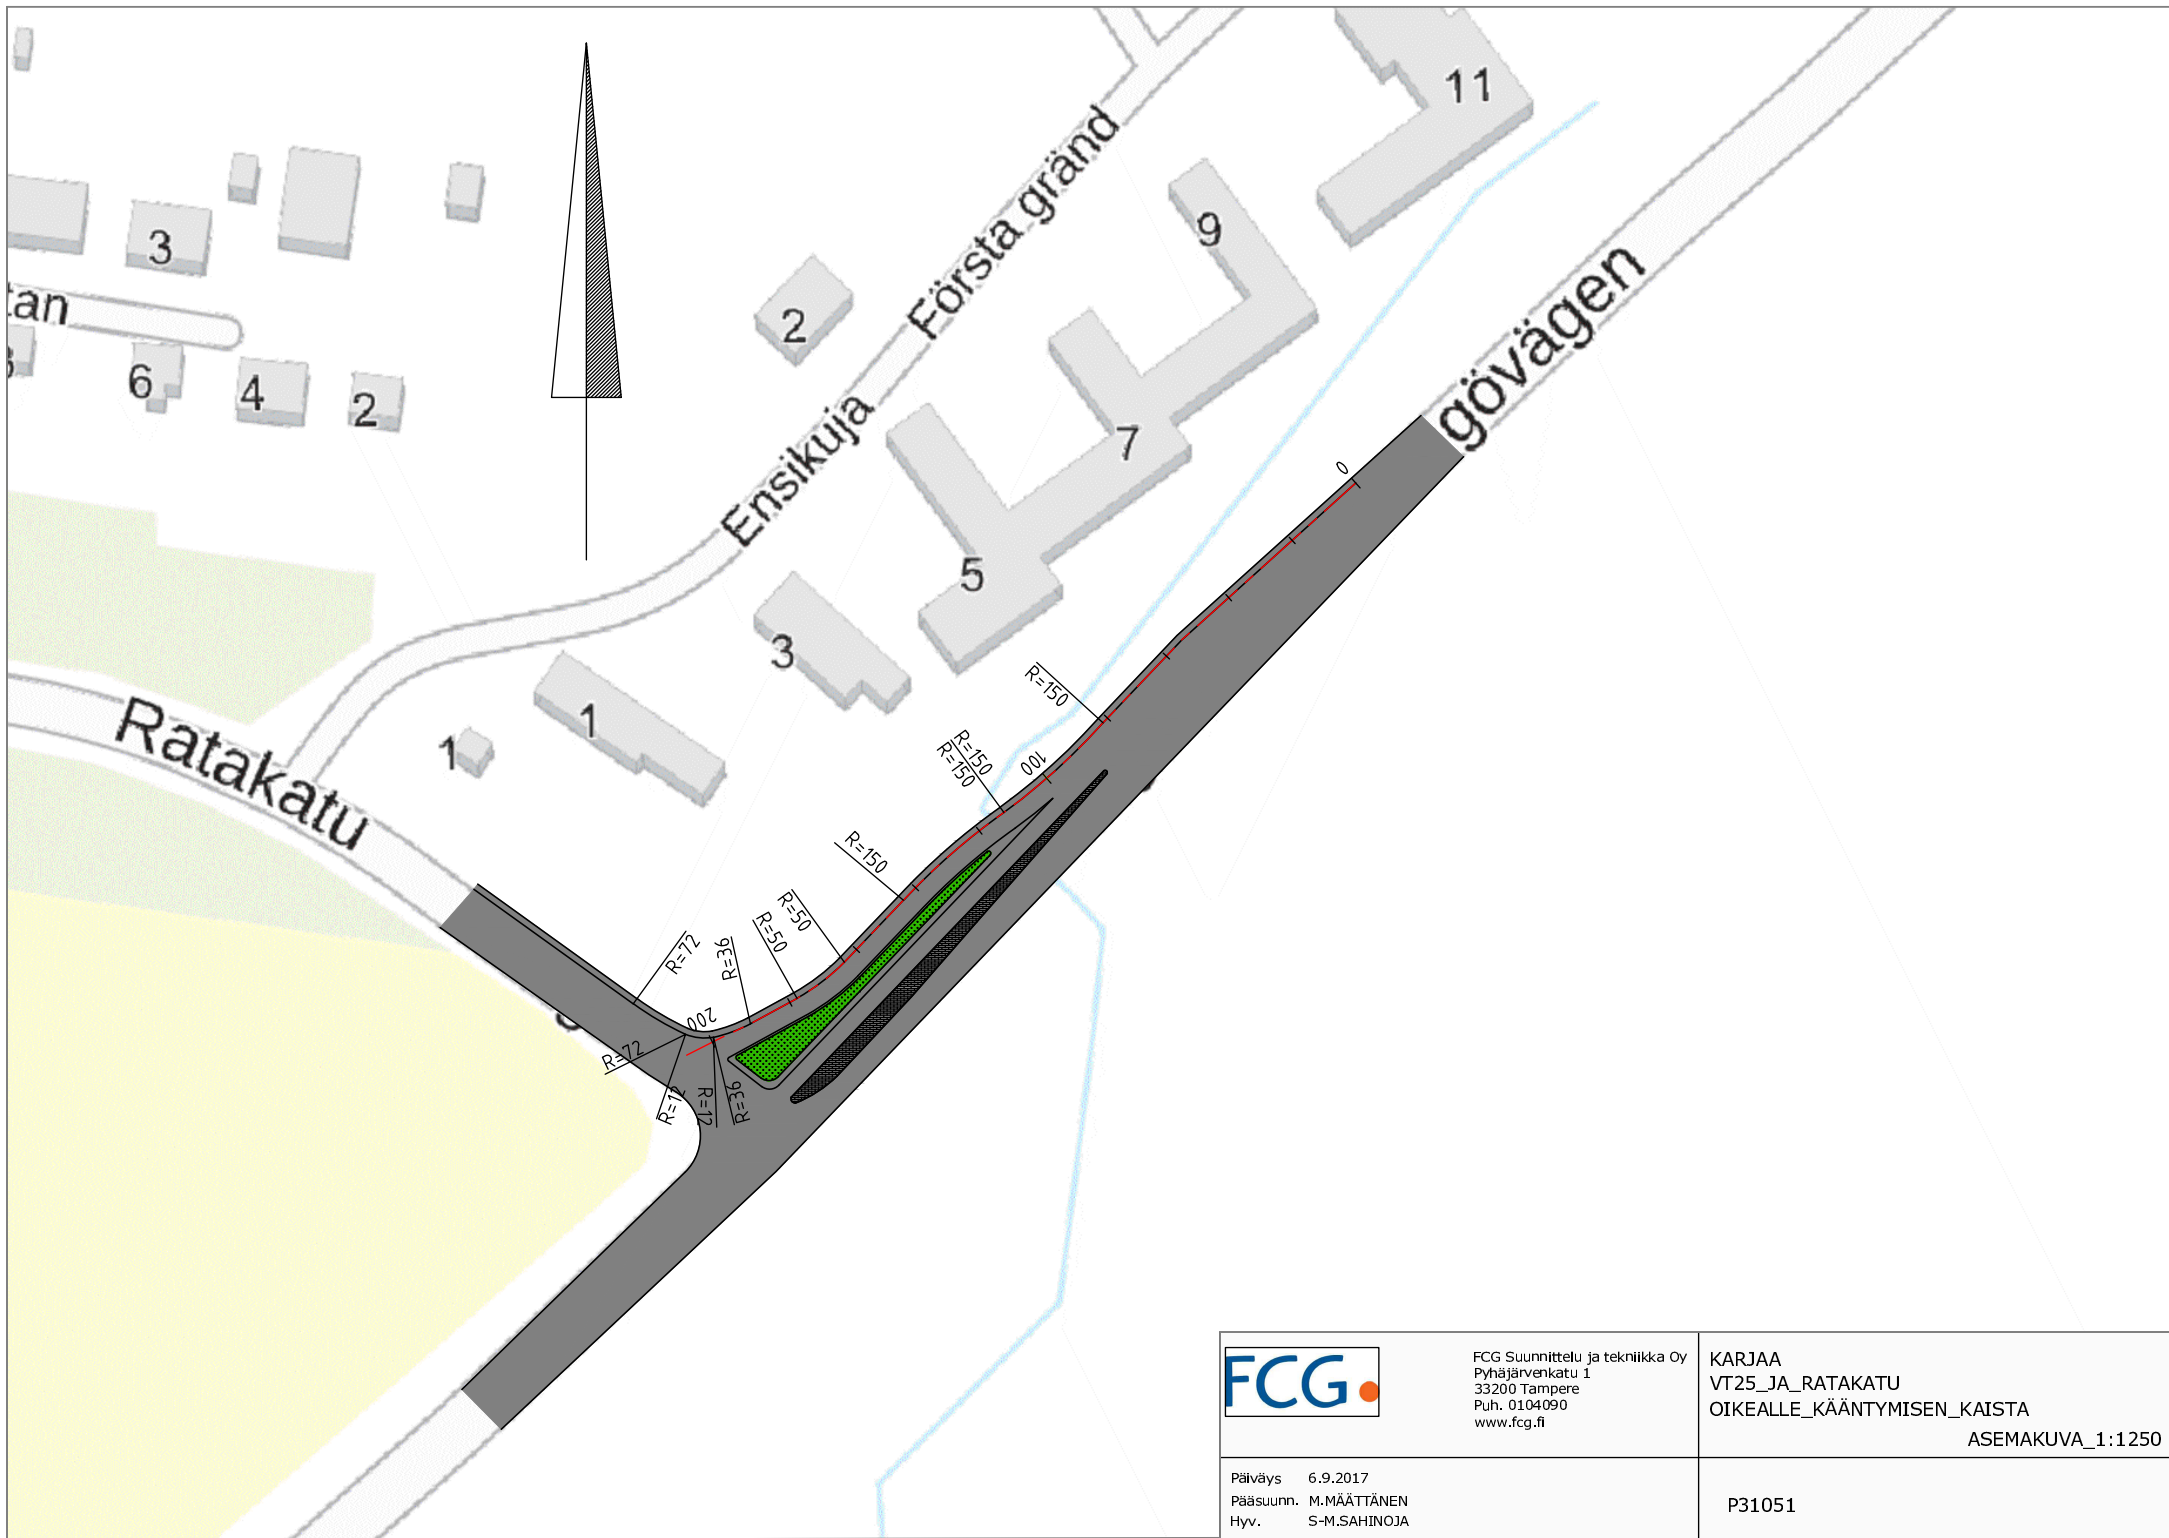 11
9
3
2
Första gränd
tan
6
4
2
7
gövägen
Ensikuja
0
5
3
R=150
1
1
Ratakatu
R=150
R=150
100
R=150
R=50
R=50
R=36
R=72
200
R=72
R=12
R=12
R=36
FCG
FCG Suunnittelu ja tekniikka Oy
Pyhäjärvenkatu 1
33200 Tampere
Puh. 0104090
www.fcg.fi
KARJAA
VT25_JA_RATAKATU
OIKEALLE_KÄÄNTYMISEN_KAISTA
ASEMAKUVA_1:1250
Päiväys 6.9.2017
Pääsuunn. M.MÄÄTTÄNEN
Hyv. S-M.SAHINOJA
P31051